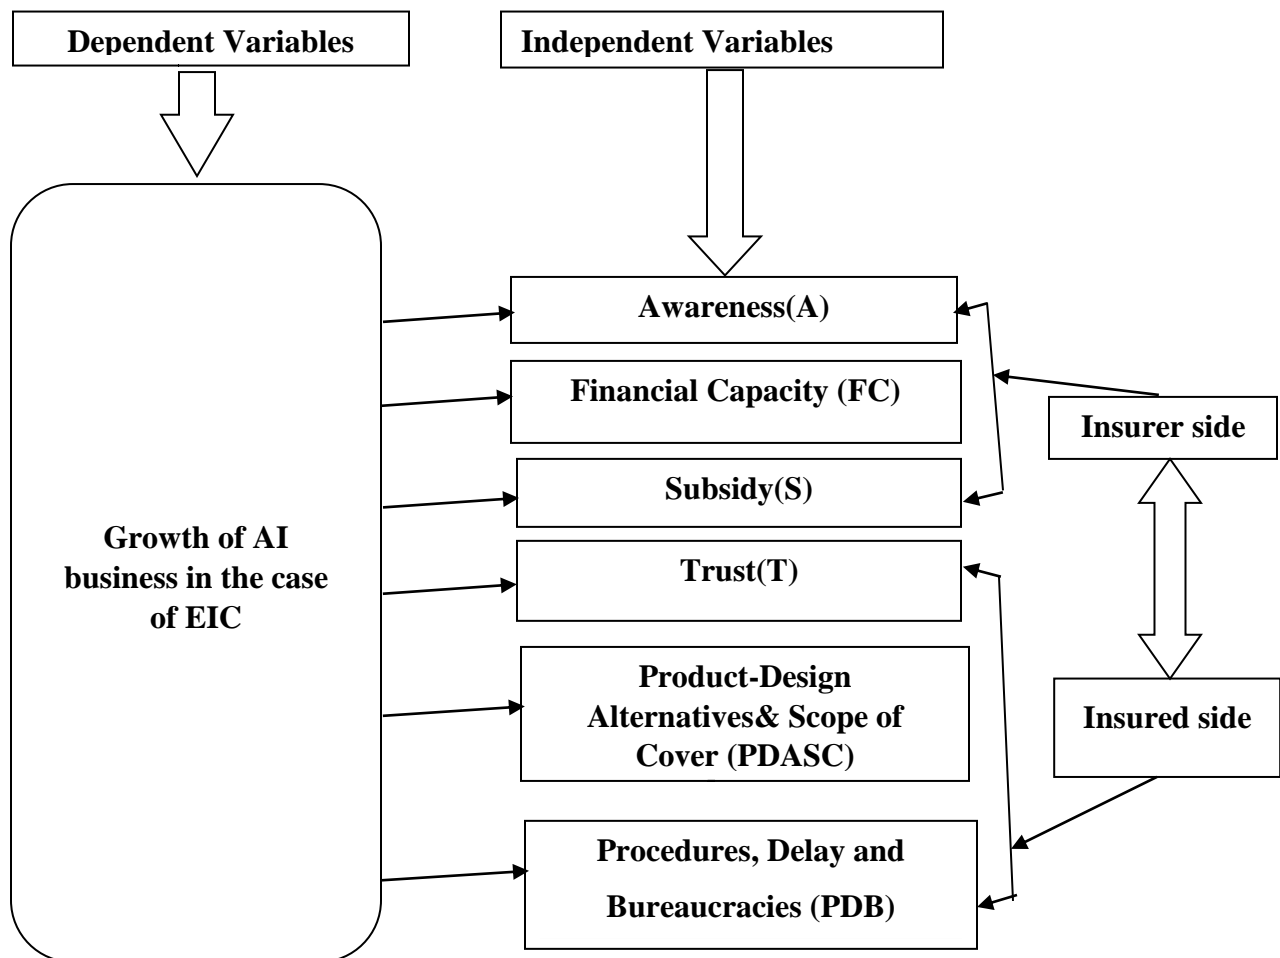 Dependent Variables
Independent Variables
Awareness(A)
Financial Capacity (FC)
Insurer side
Subsidy(S)
Growth of AI
business in the case
of EIC
Trust(T)
Product-Design
Alternatives& Scope of
Cover (PDASC)
Insured side
Procedures, Delay and
Bureaucracies (PDB)